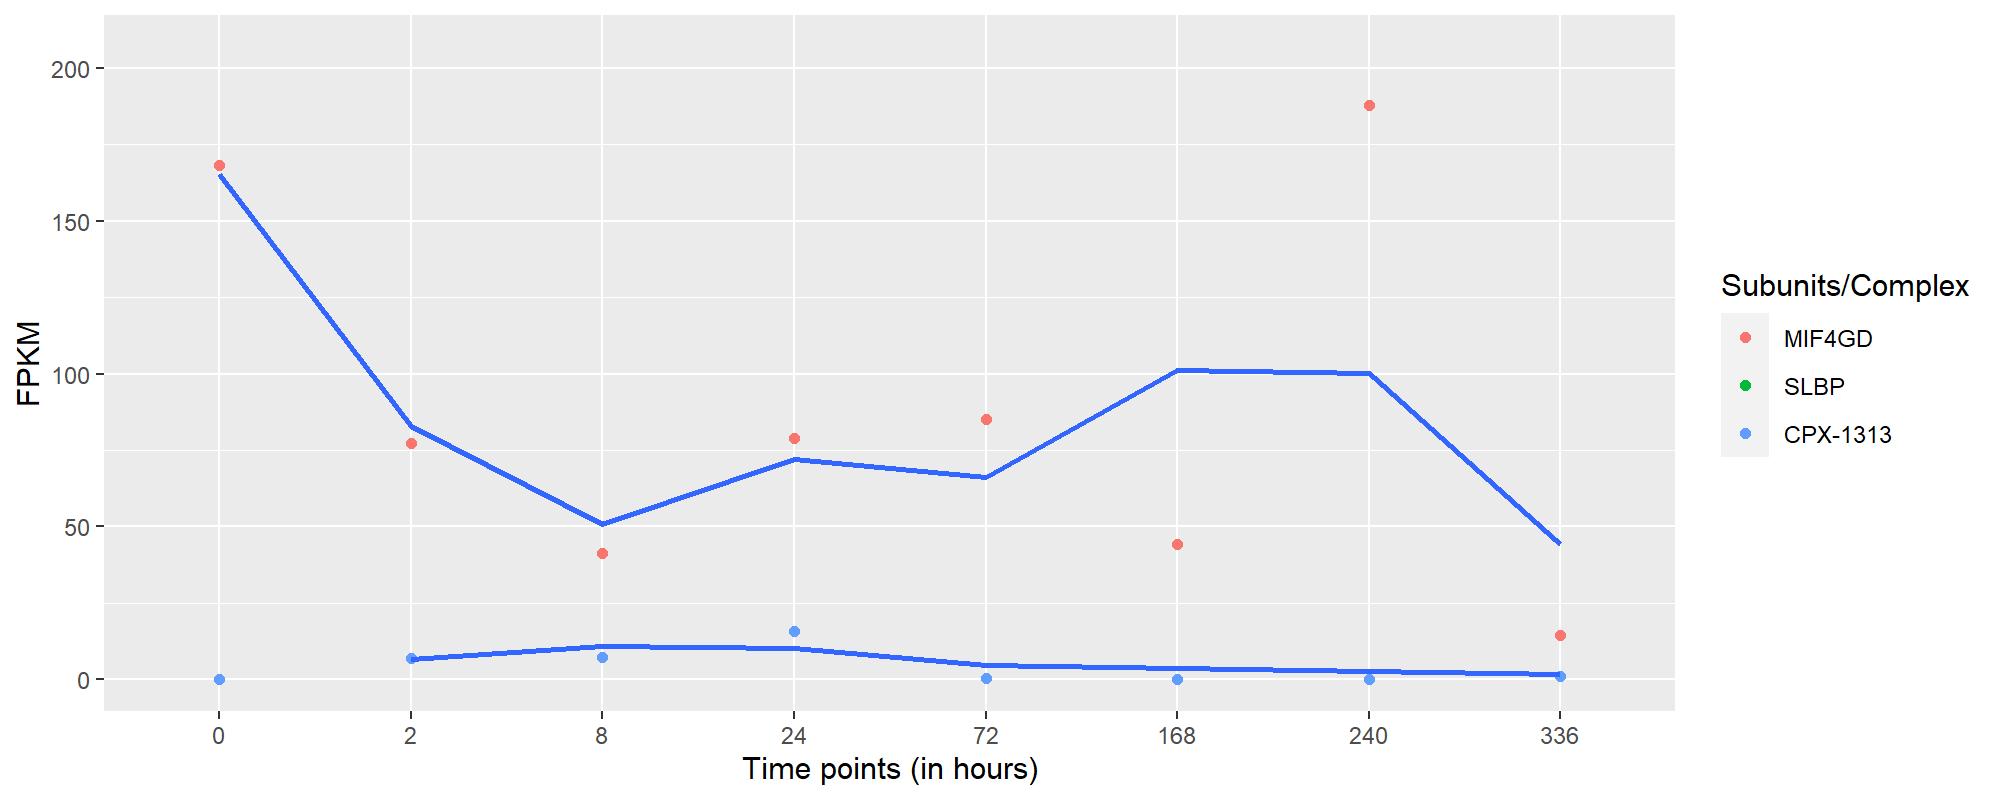 200
150
100
50
0
FPKM
0 2 8 24 72 168 240 336
Time points (in hours)
Subunits/Complex
MIF4GD
SLBP
CPX-1313